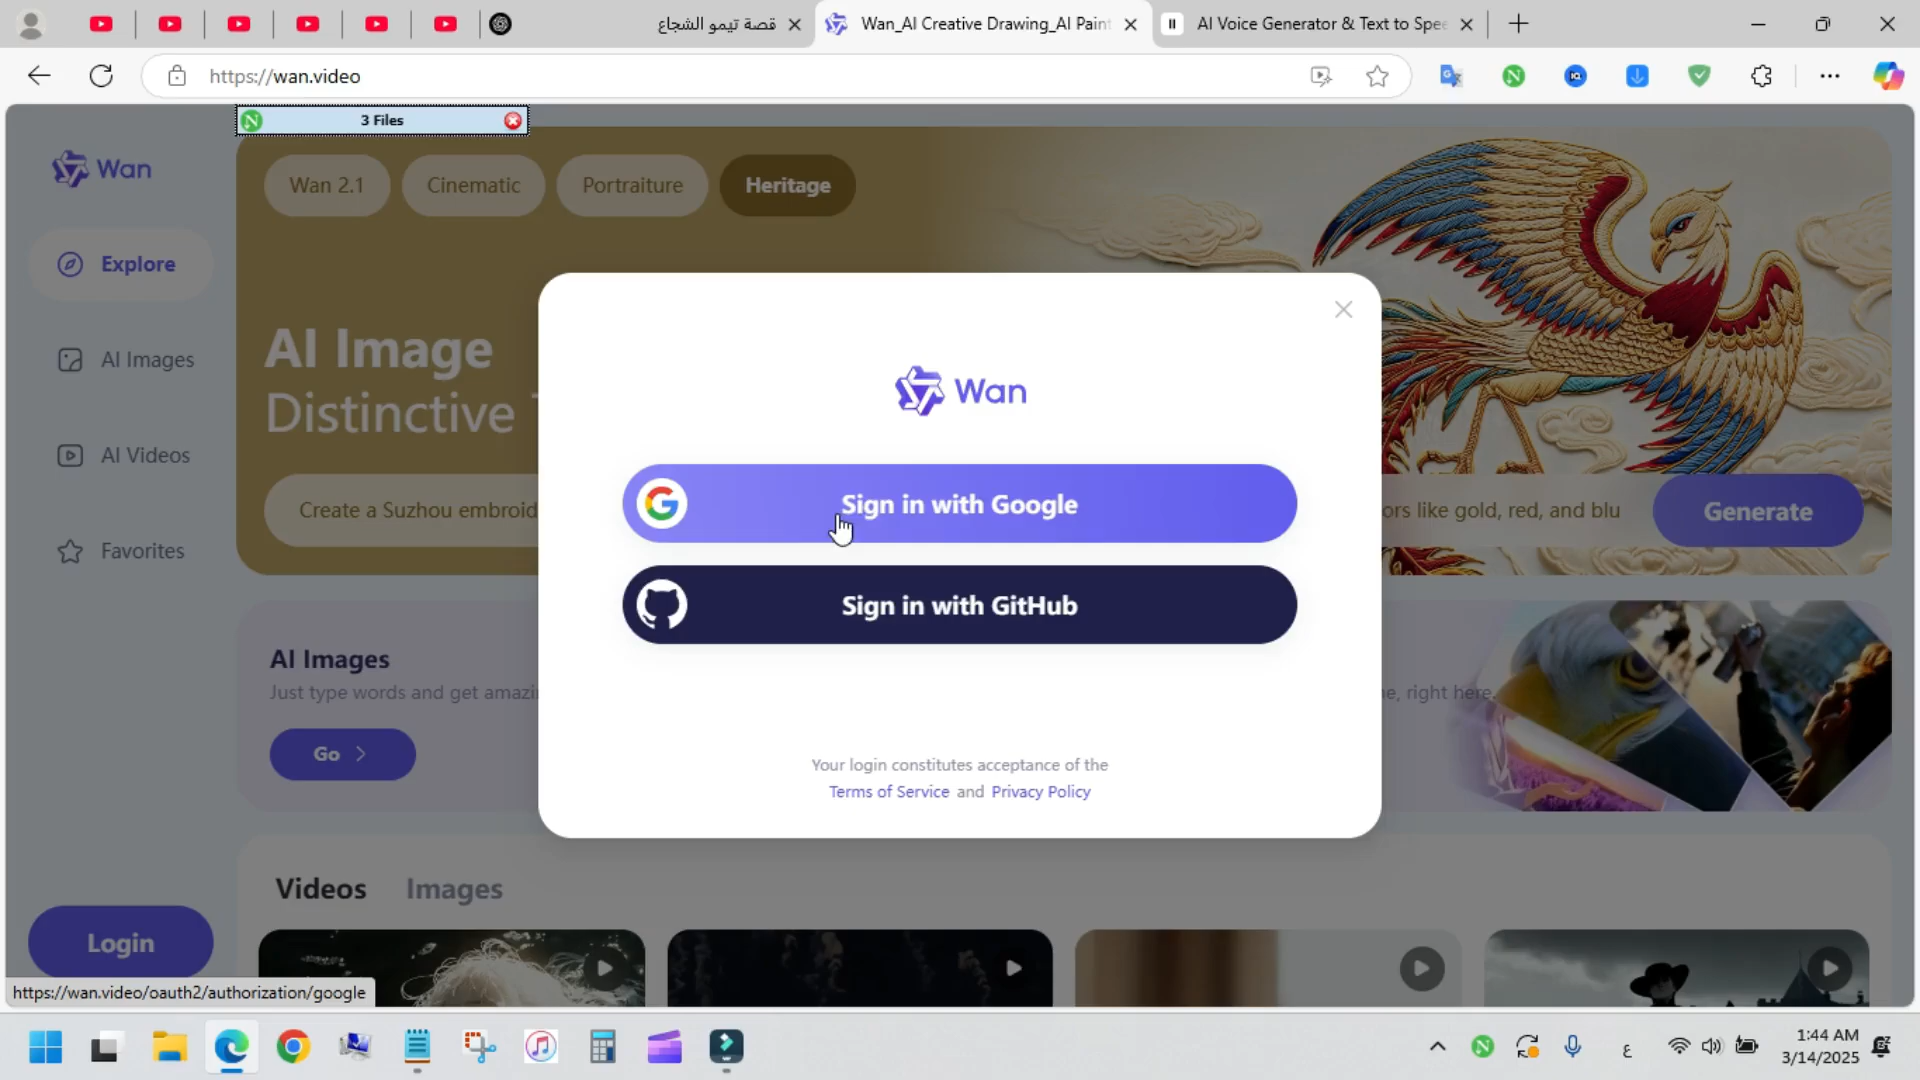 قصة تيمو الشجاع
Wan_AI Creative Drawing_AI Paint
AI Voice Generator & Text to Spee
https://wan.video
3 Files
Wan
Wan 2.1
Cinematic
Portraiture
Heritage
Explore
AI Images
AI Videos
Favorites
AI Image
Distinctive
Create a Suzhou embroid
ors like gold, red, and blu
Generate
Wan
Sign in with Google
Sign in with GitHub
Your login constitutes acceptance of the
Terms of Service and Privacy Policy
AI Images
Just type words and get amazi
e, right here.
Go
Videos
Images
Login
https://wan.video/oauth2/authorization/google
ع
1:44 AM
3/14/2025